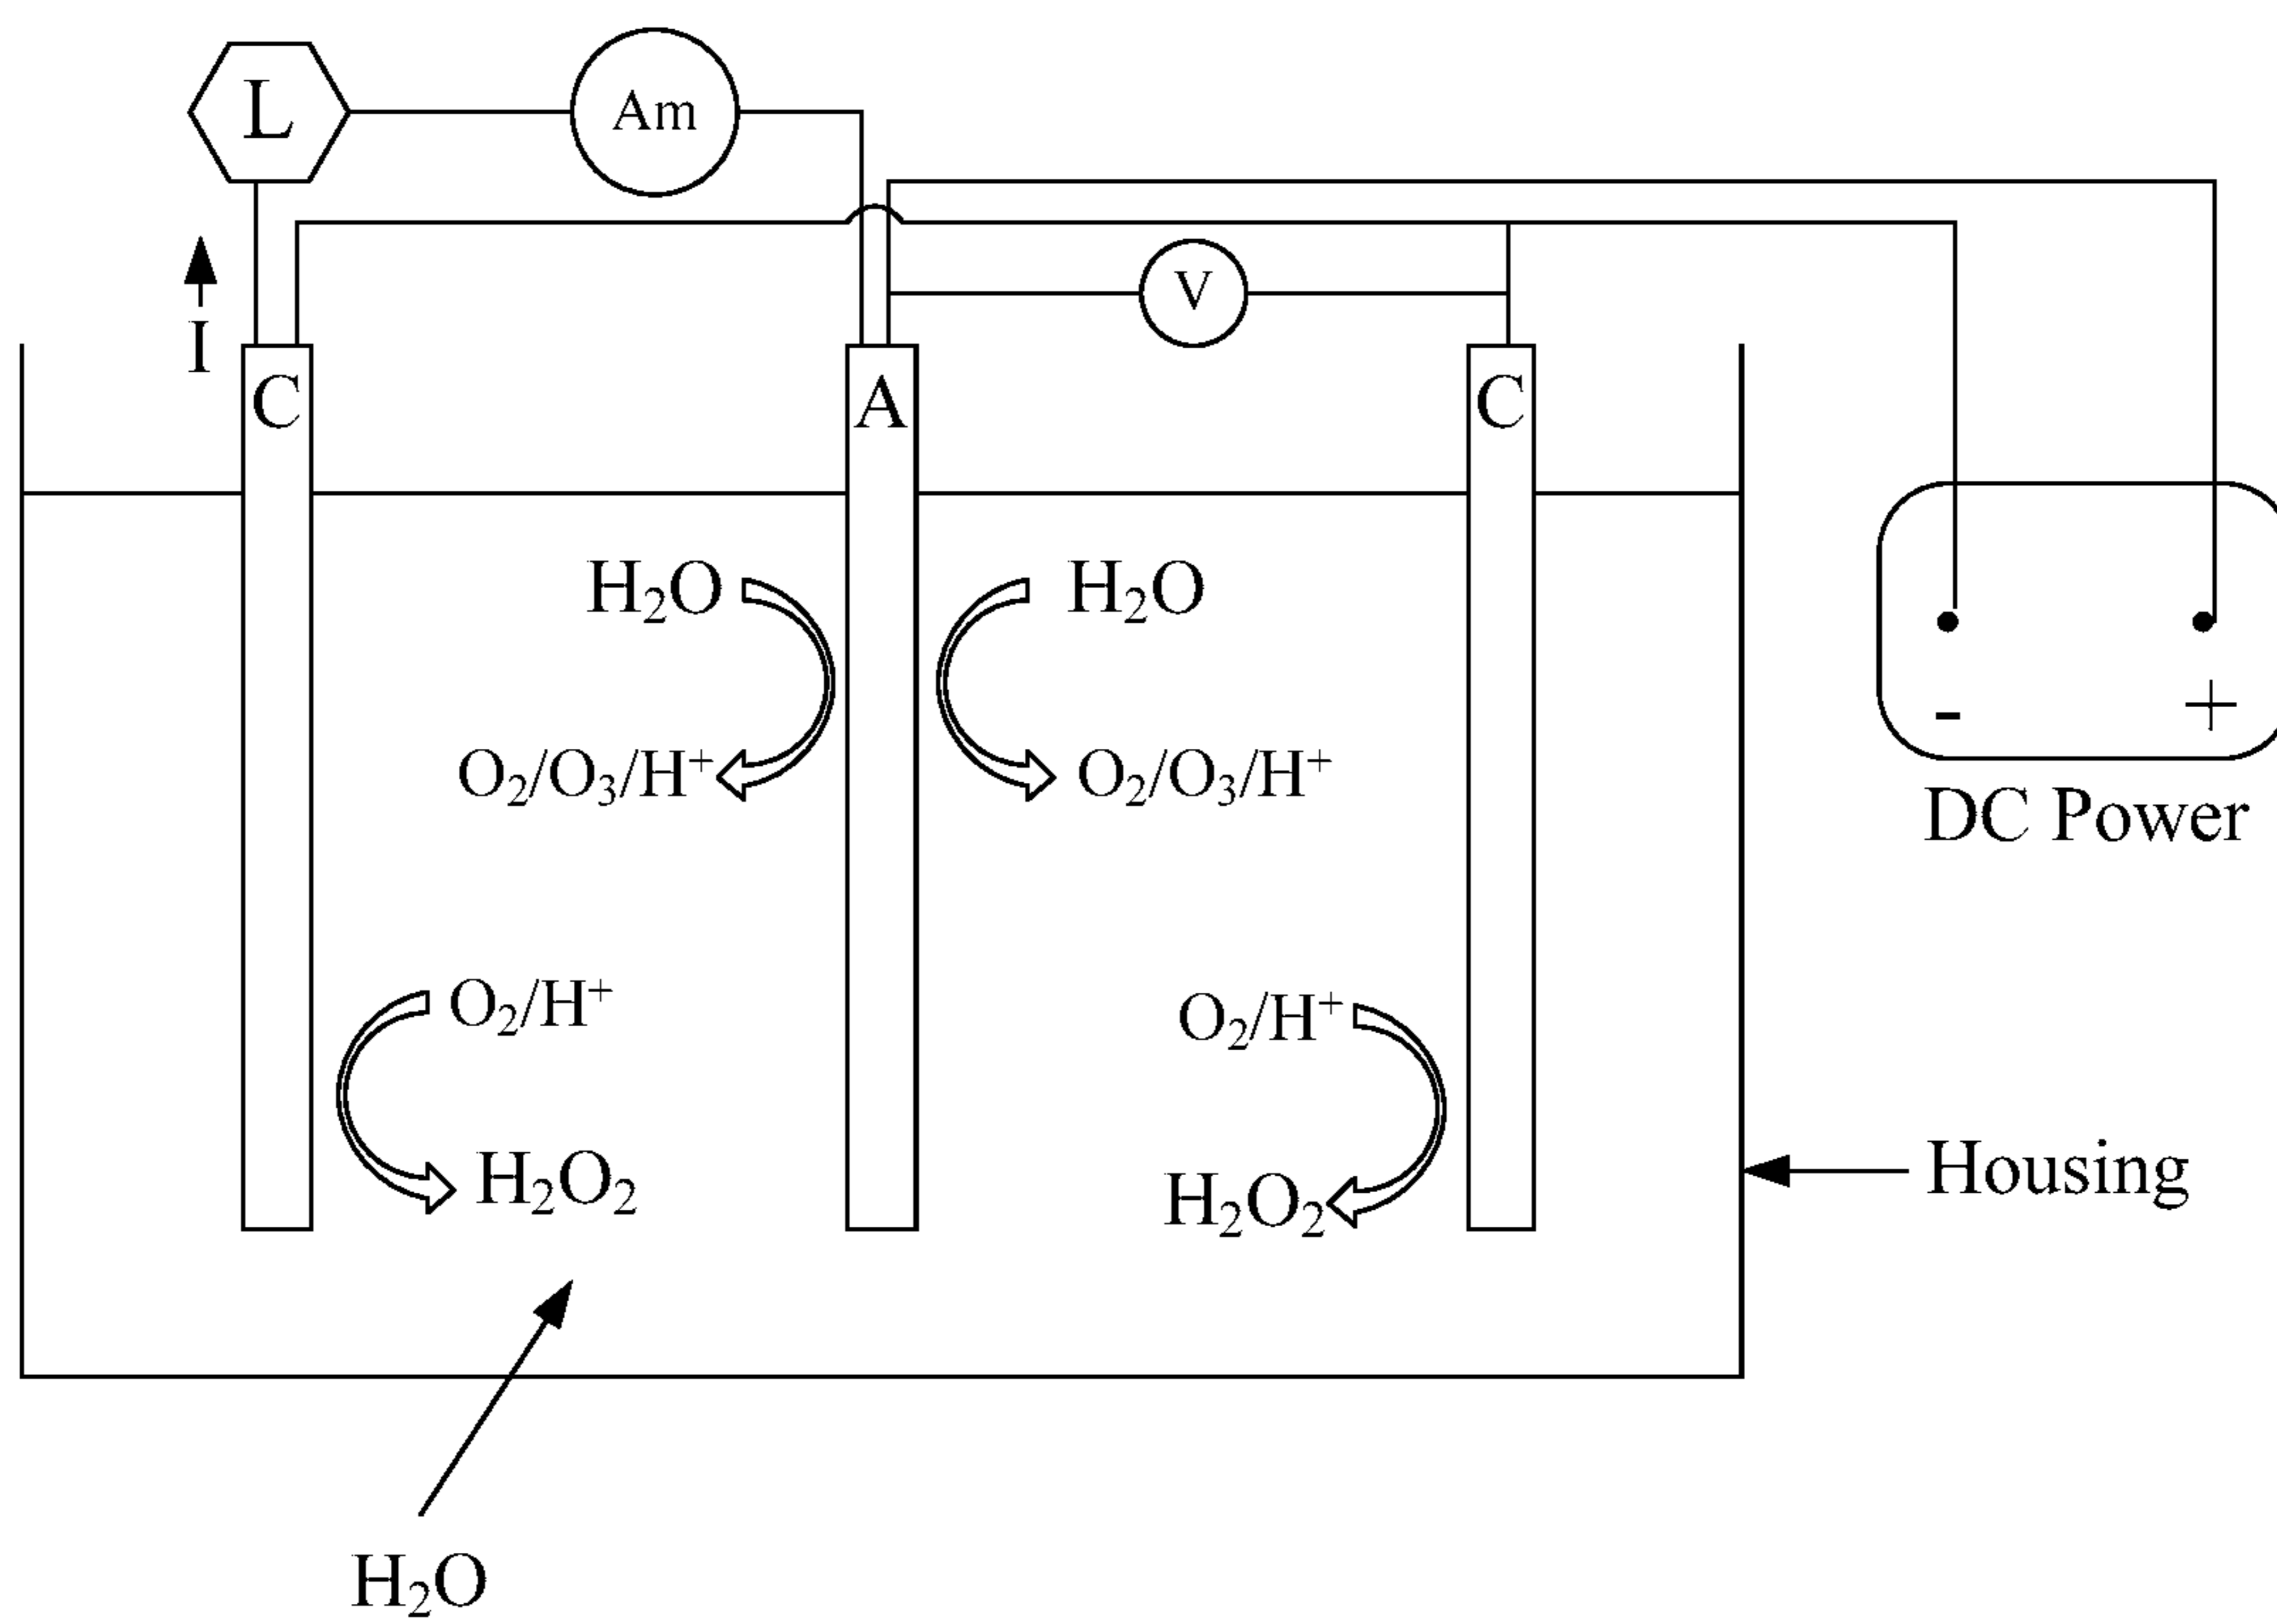 L
Am
V
I
C
A
C
H₂O
H₂O
O₂/O₃/H⁺
O₂/O₃/H⁺
-
+
DC Power
O₂/H⁺
O₂/H⁺
H₂O₂
H₂O₂
Housing
H₂O